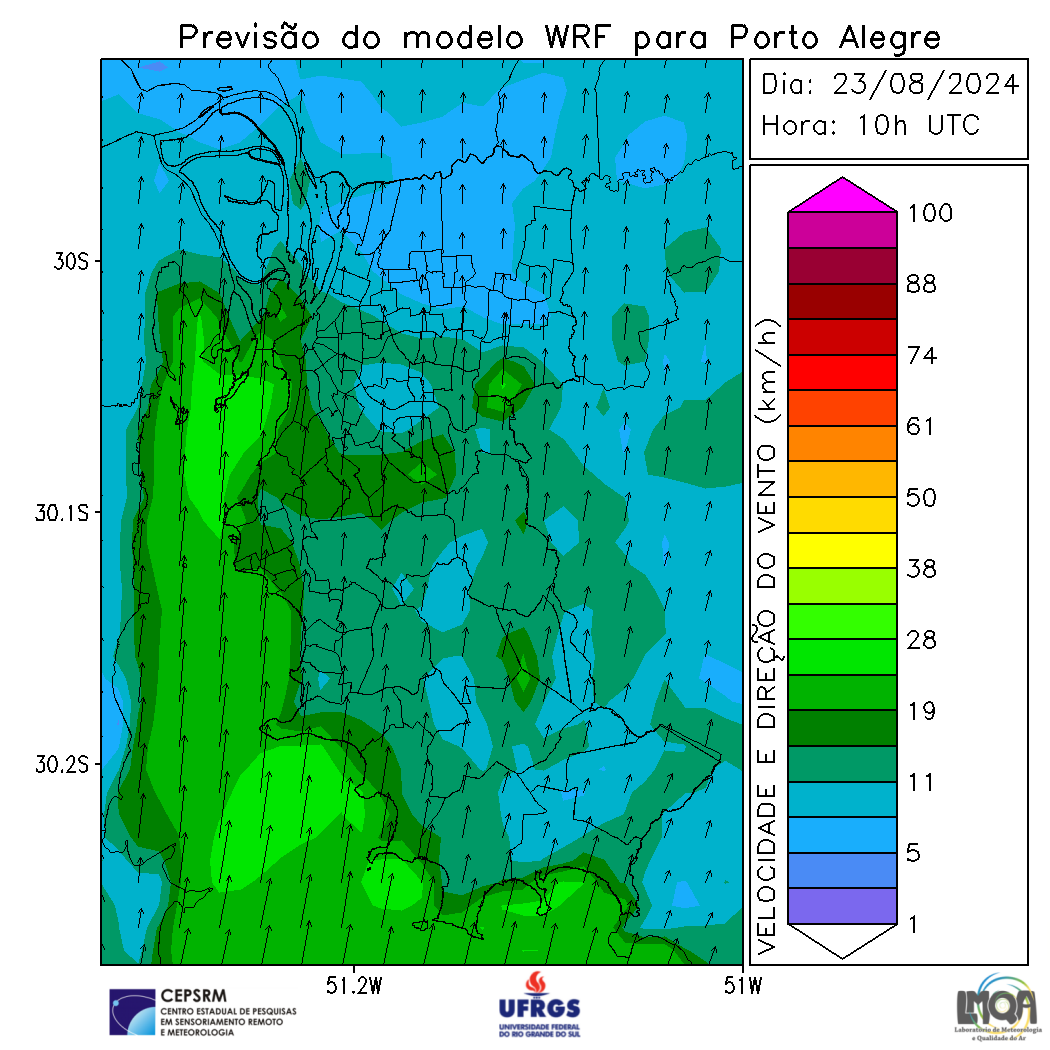 Previsão do modelo WRF para Porto Alegre
Dia: 23/08/2024
Hora: 10h UTC
VELOCIDADE E DIREÇÃO DO VENTO (km/h)
100
88
74
61
50
38
28
19
11
5
1
30S
30.1S
30.2S
51.2W
51W
CEPSRM
CENTRO ESTADUAL DE PESQUISAS
EM SENSORIAMENTO REMOTO
E METEOROLOGIA
UFRGS
UNIVERSIDADE FEDERAL
DO RIO GRANDE DO SUL
LMQA
Laboratório de Meteorologia
e Qualidade do Ar